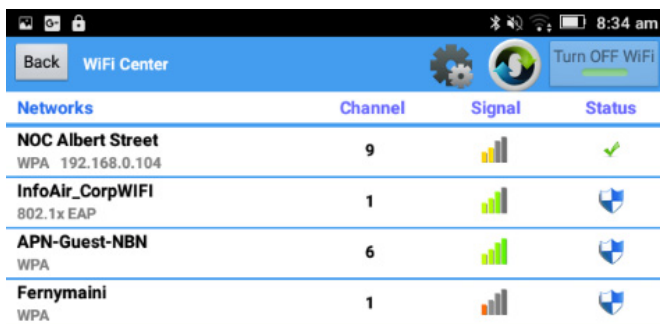 G+ 8:34 am
Back WiFi Center Turn OFF WiFi
Networks Channel Signal Status
NOC Albert Street 9
WPA 192.168.0.104
InfoAir_CorpWIFI 1
802.1x EAP
APN-Guest-NBN 6
WPA
Fernymaini 1
WPA